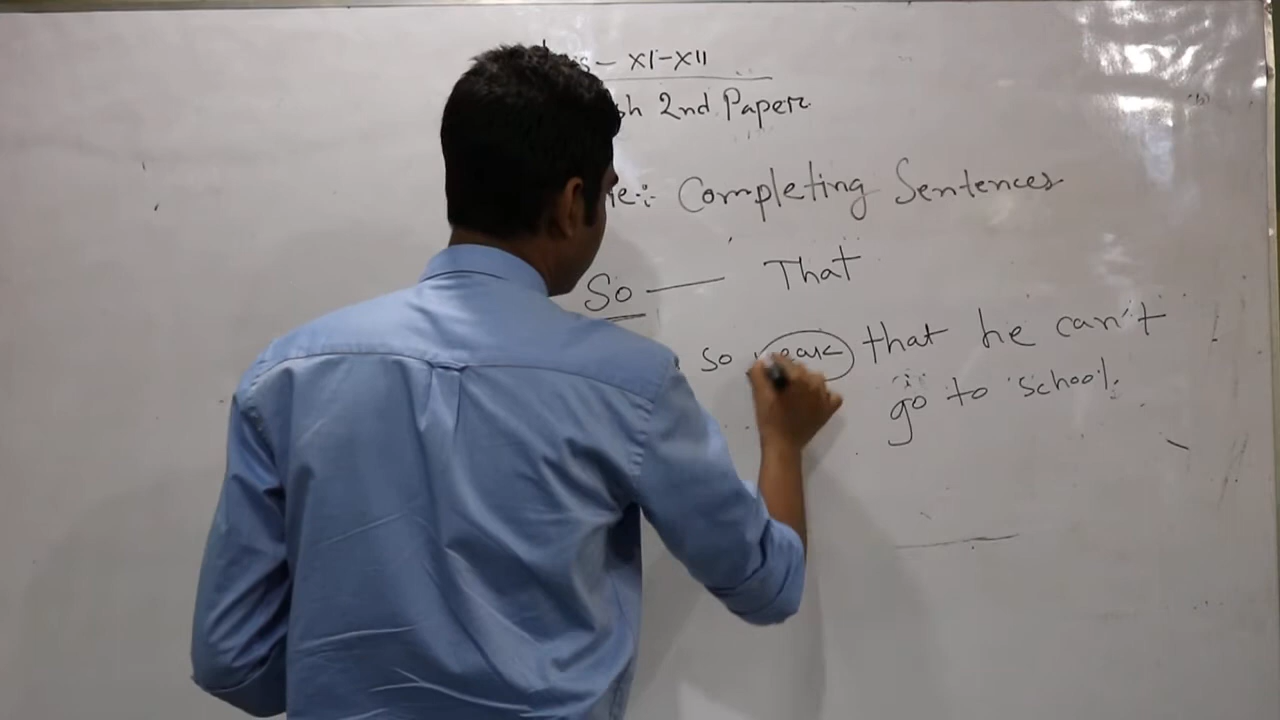 XI-XII
2nd Paper
Completing Sentences
So — That
so weak that he can't
go to school.